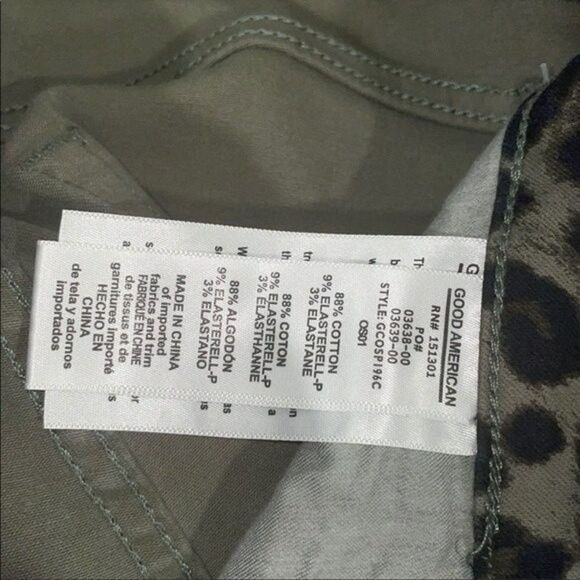 GOOD AMERICAN
RN# 151301
PO#
03638-00
03639-00
STYLE: GCOSP196C
OS01
88% COTTON
9% ELASTERELL-P
3% ELASTANE
88% COTON
9% ELASTERELL-P
3% ELASTHANNE
88% ALGODÓN
9% ELASTERELL-P
3% ELASTANO
MADE IN CHINA
of imported
fabrics and trim
FABRIQUÉ EN CHINE
de tissus et de
garnitures importé
HECHO EN
CHINA
de tela y adornos
importados